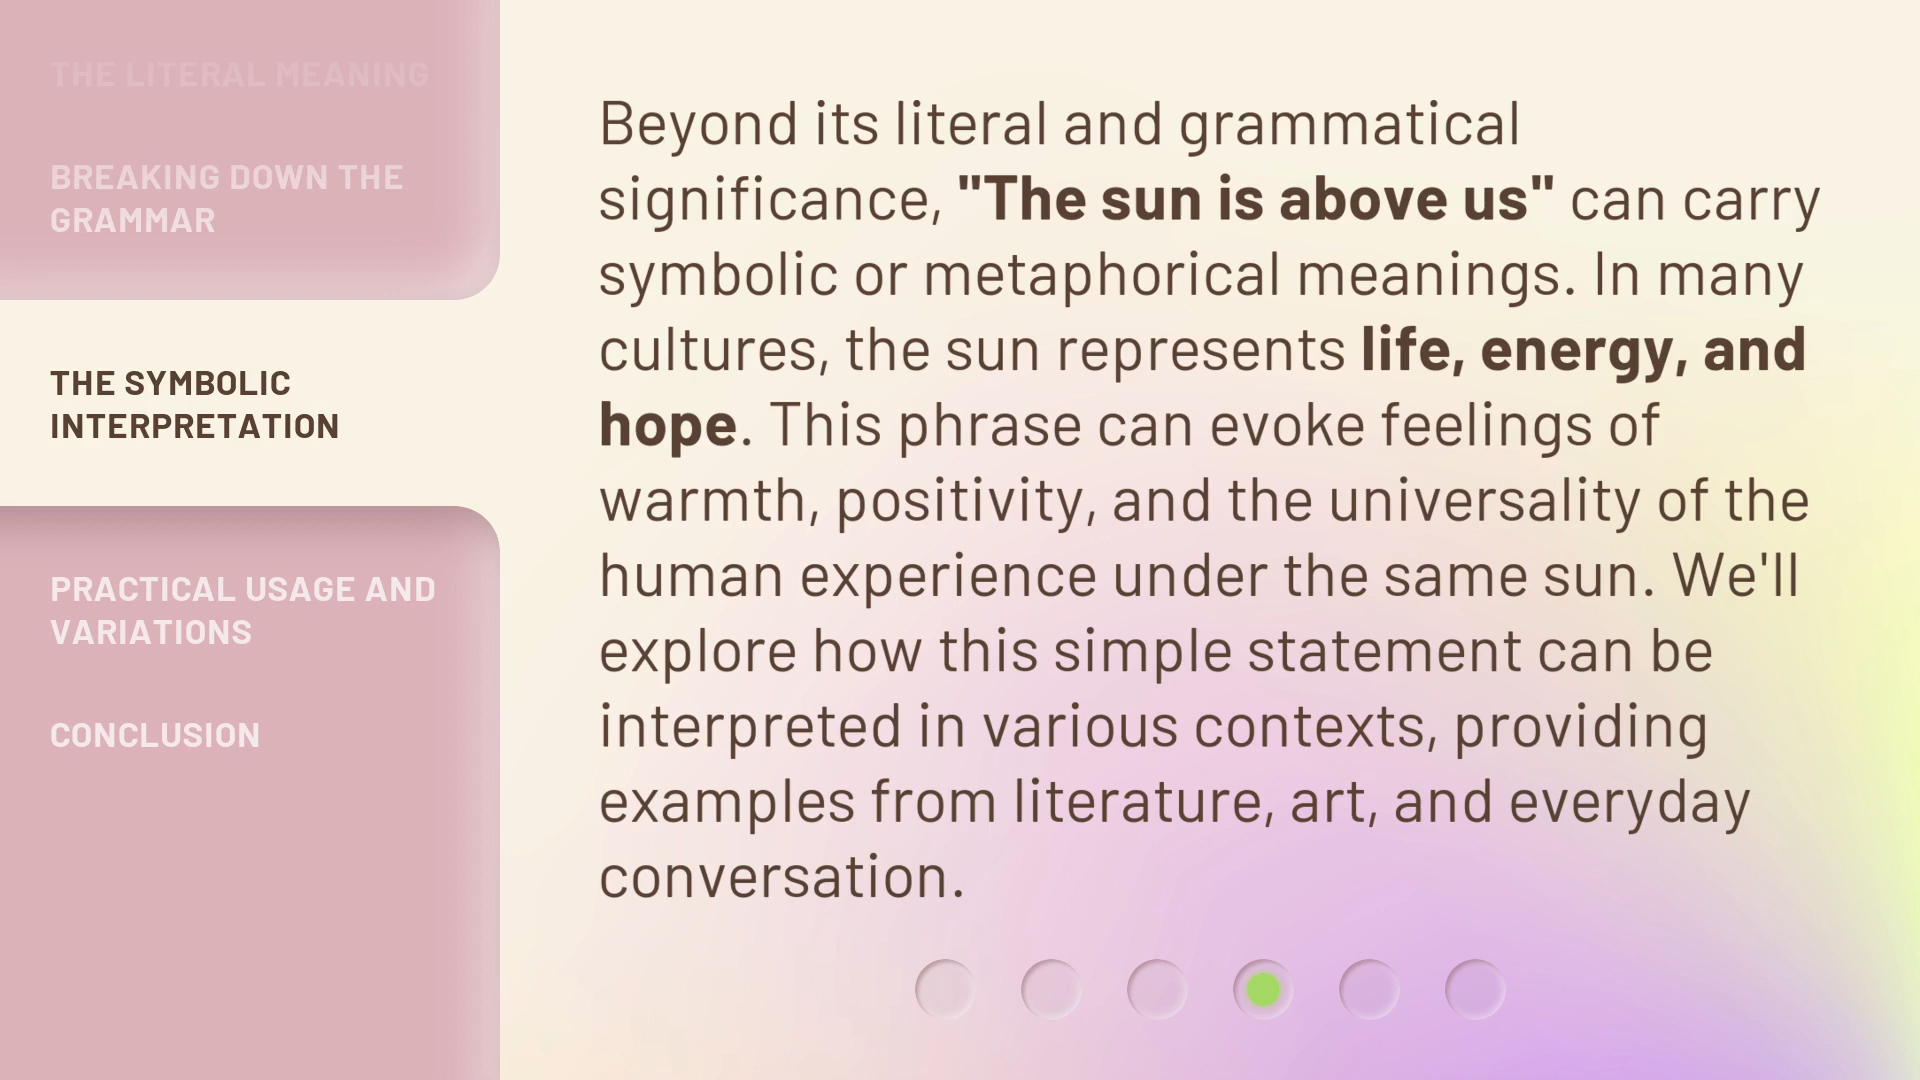 THE LITERAL MEANING
BREAKING DOWN THE
GRAMMAR
THE SYMBOLIC
INTERPRETATION
PRACTICAL USAGE AND
VARIATIONS
CONCLUSION
Beyond its literal and grammatical
significance, "The sun is above us" can carry
symbolic or metaphorical meanings. In many
cultures, the sun represents life, energy, and
hope. This phrase can evoke feelings of
warmth, positivity, and the universality of the
human experience under the same sun. We'll
explore how this simple statement can be
interpreted in various contexts, providing
examples from literature, art, and everyday
conversation.